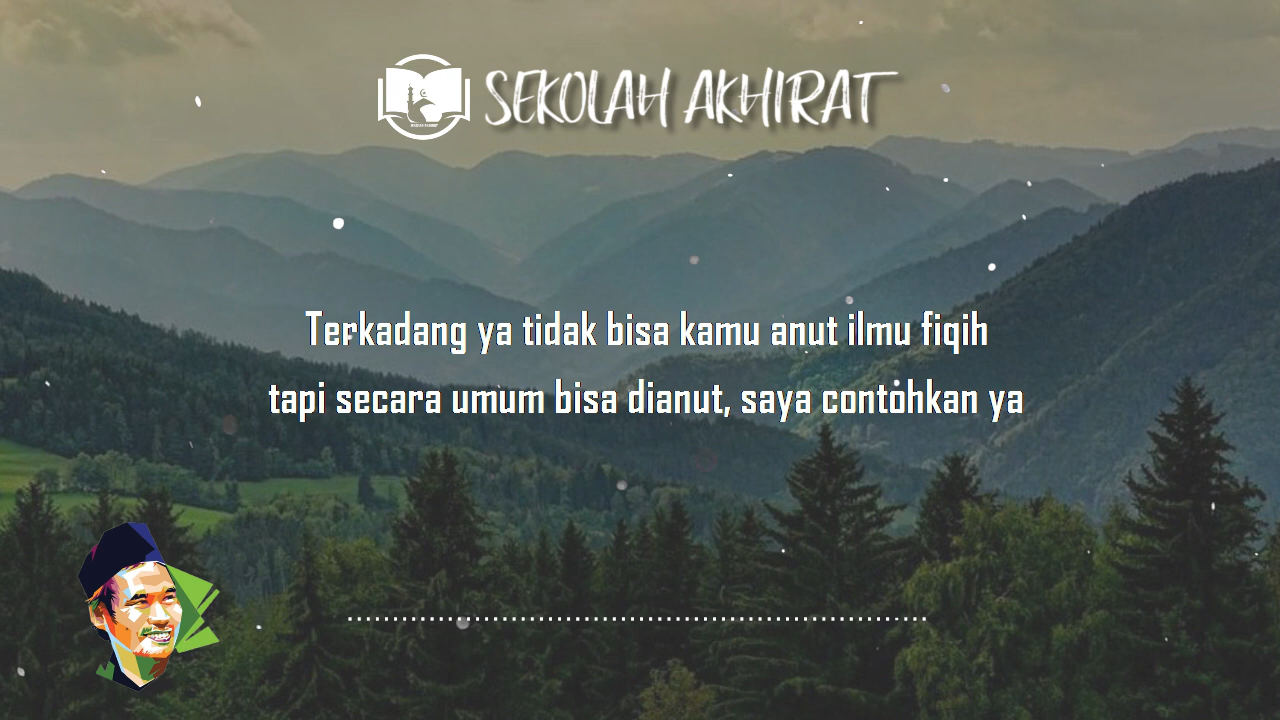 SEKOLAH AKHIRAT
Terkadang ya tidak bisa kamu anut ilmu fiqih
tapi secara umum bisa dianut, saya contohkan ya